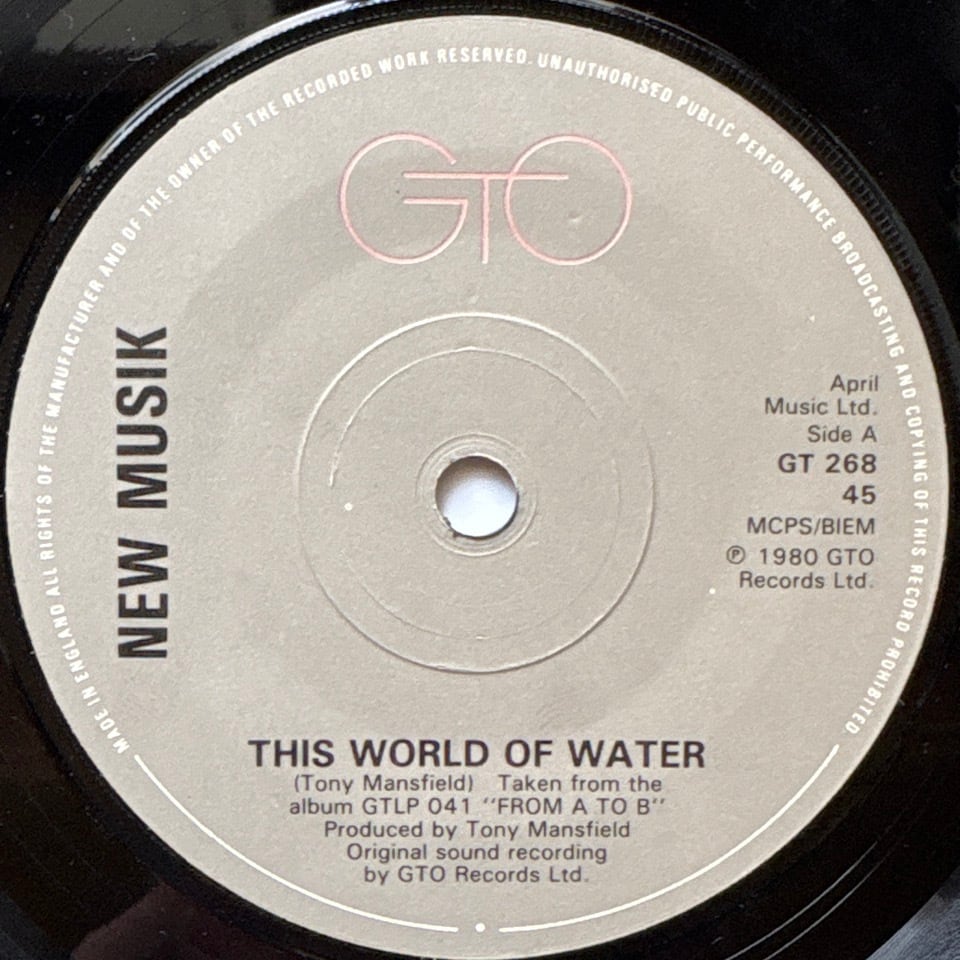 MADE IN ENGLAND ALL RIGHTS OF THE MANUFACTURER AND OF THE OWNER OF THE RECORDED WORK RESERVED. UNAUTHORISED PUBLIC PERFORMANCE BROADCASTING AND COPYING OF THIS RECORD PROHIBITED
GTO
NEW MUSIK
April
Music Ltd.
Side A
GT 268
45
MCPS/BIEM
℗ 1980 GTO
Records Ltd.
THIS WORLD OF WATER
(Tony Mansfield) Taken from the
album GTLP 041 "FROM A TO B"
Produced by Tony Mansfield
Original sound recording
by GTO Records Ltd.